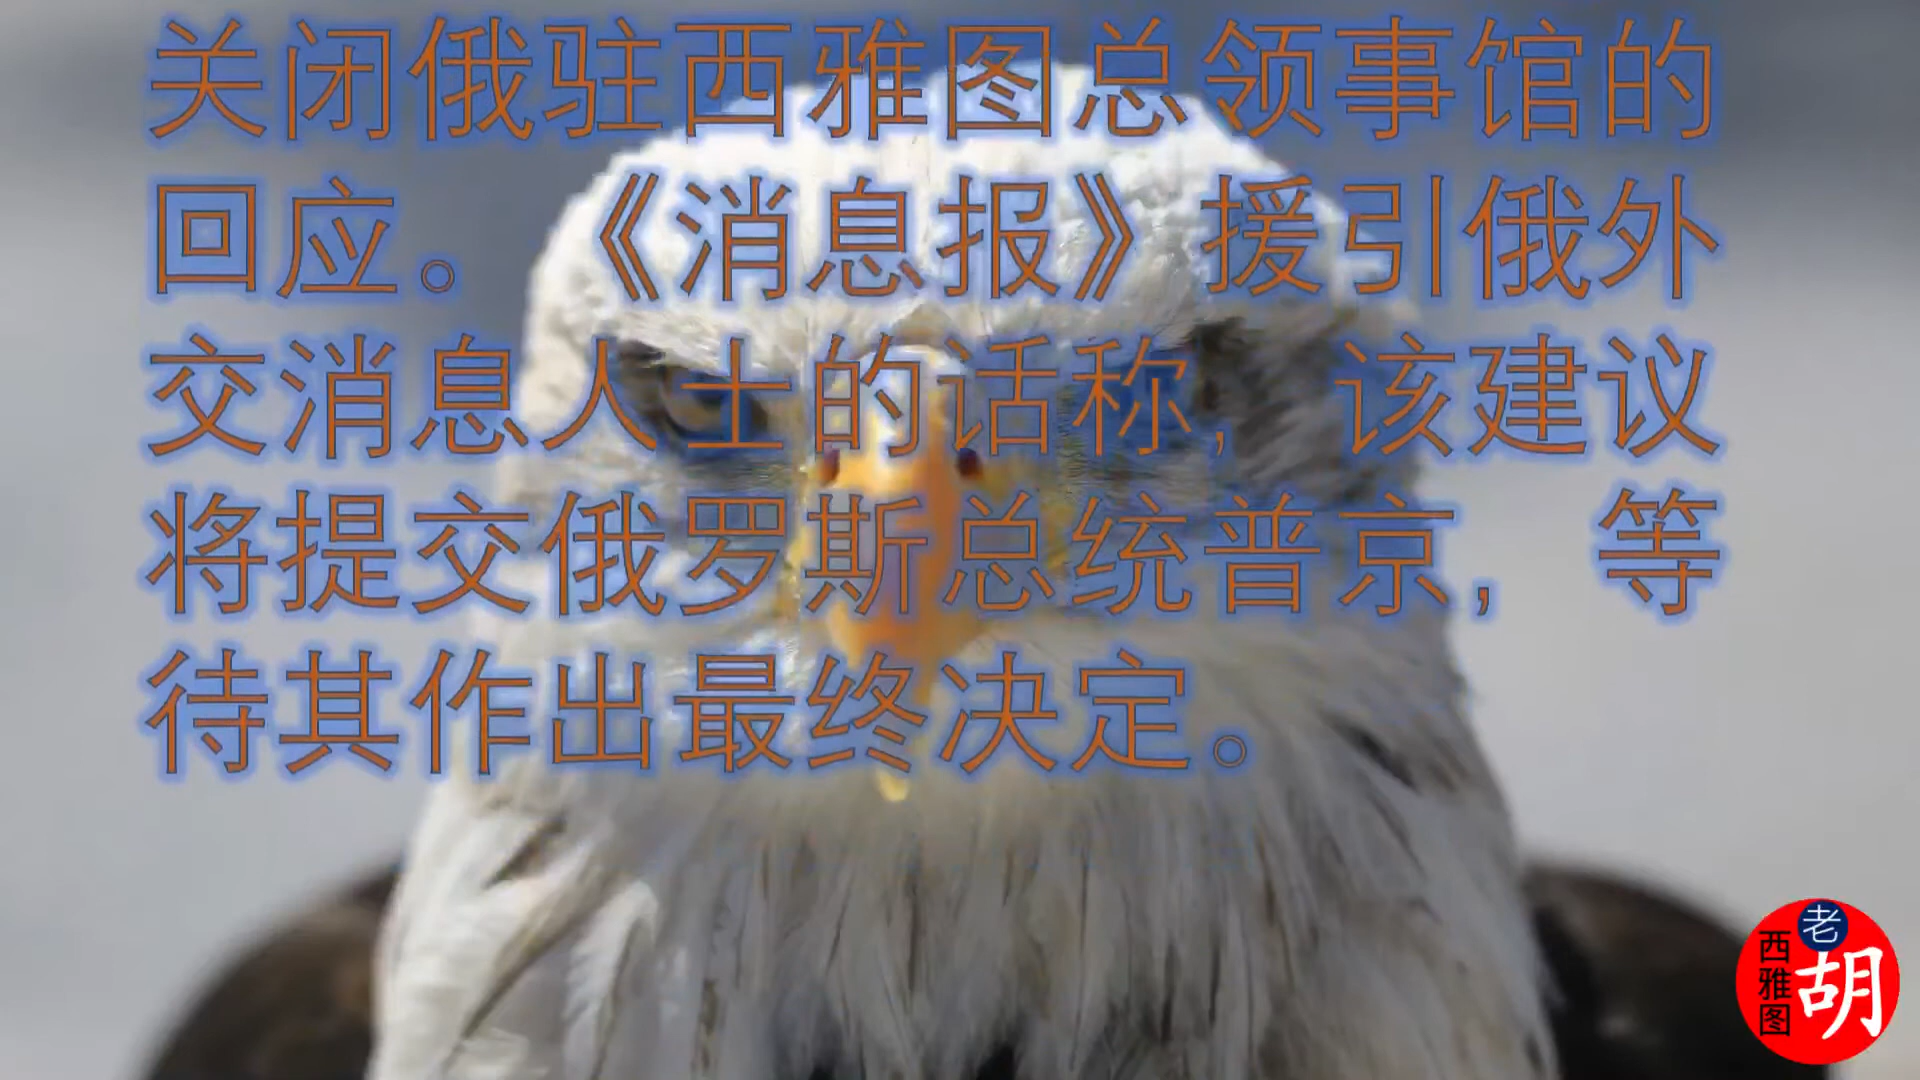 关闭俄驻西雅图总领事馆的
回应。《消息报》援引俄外
交消息人士的话称，该建议
将提交俄罗斯总统普京，等
待其作出最终决定。
西雅图
老
胡